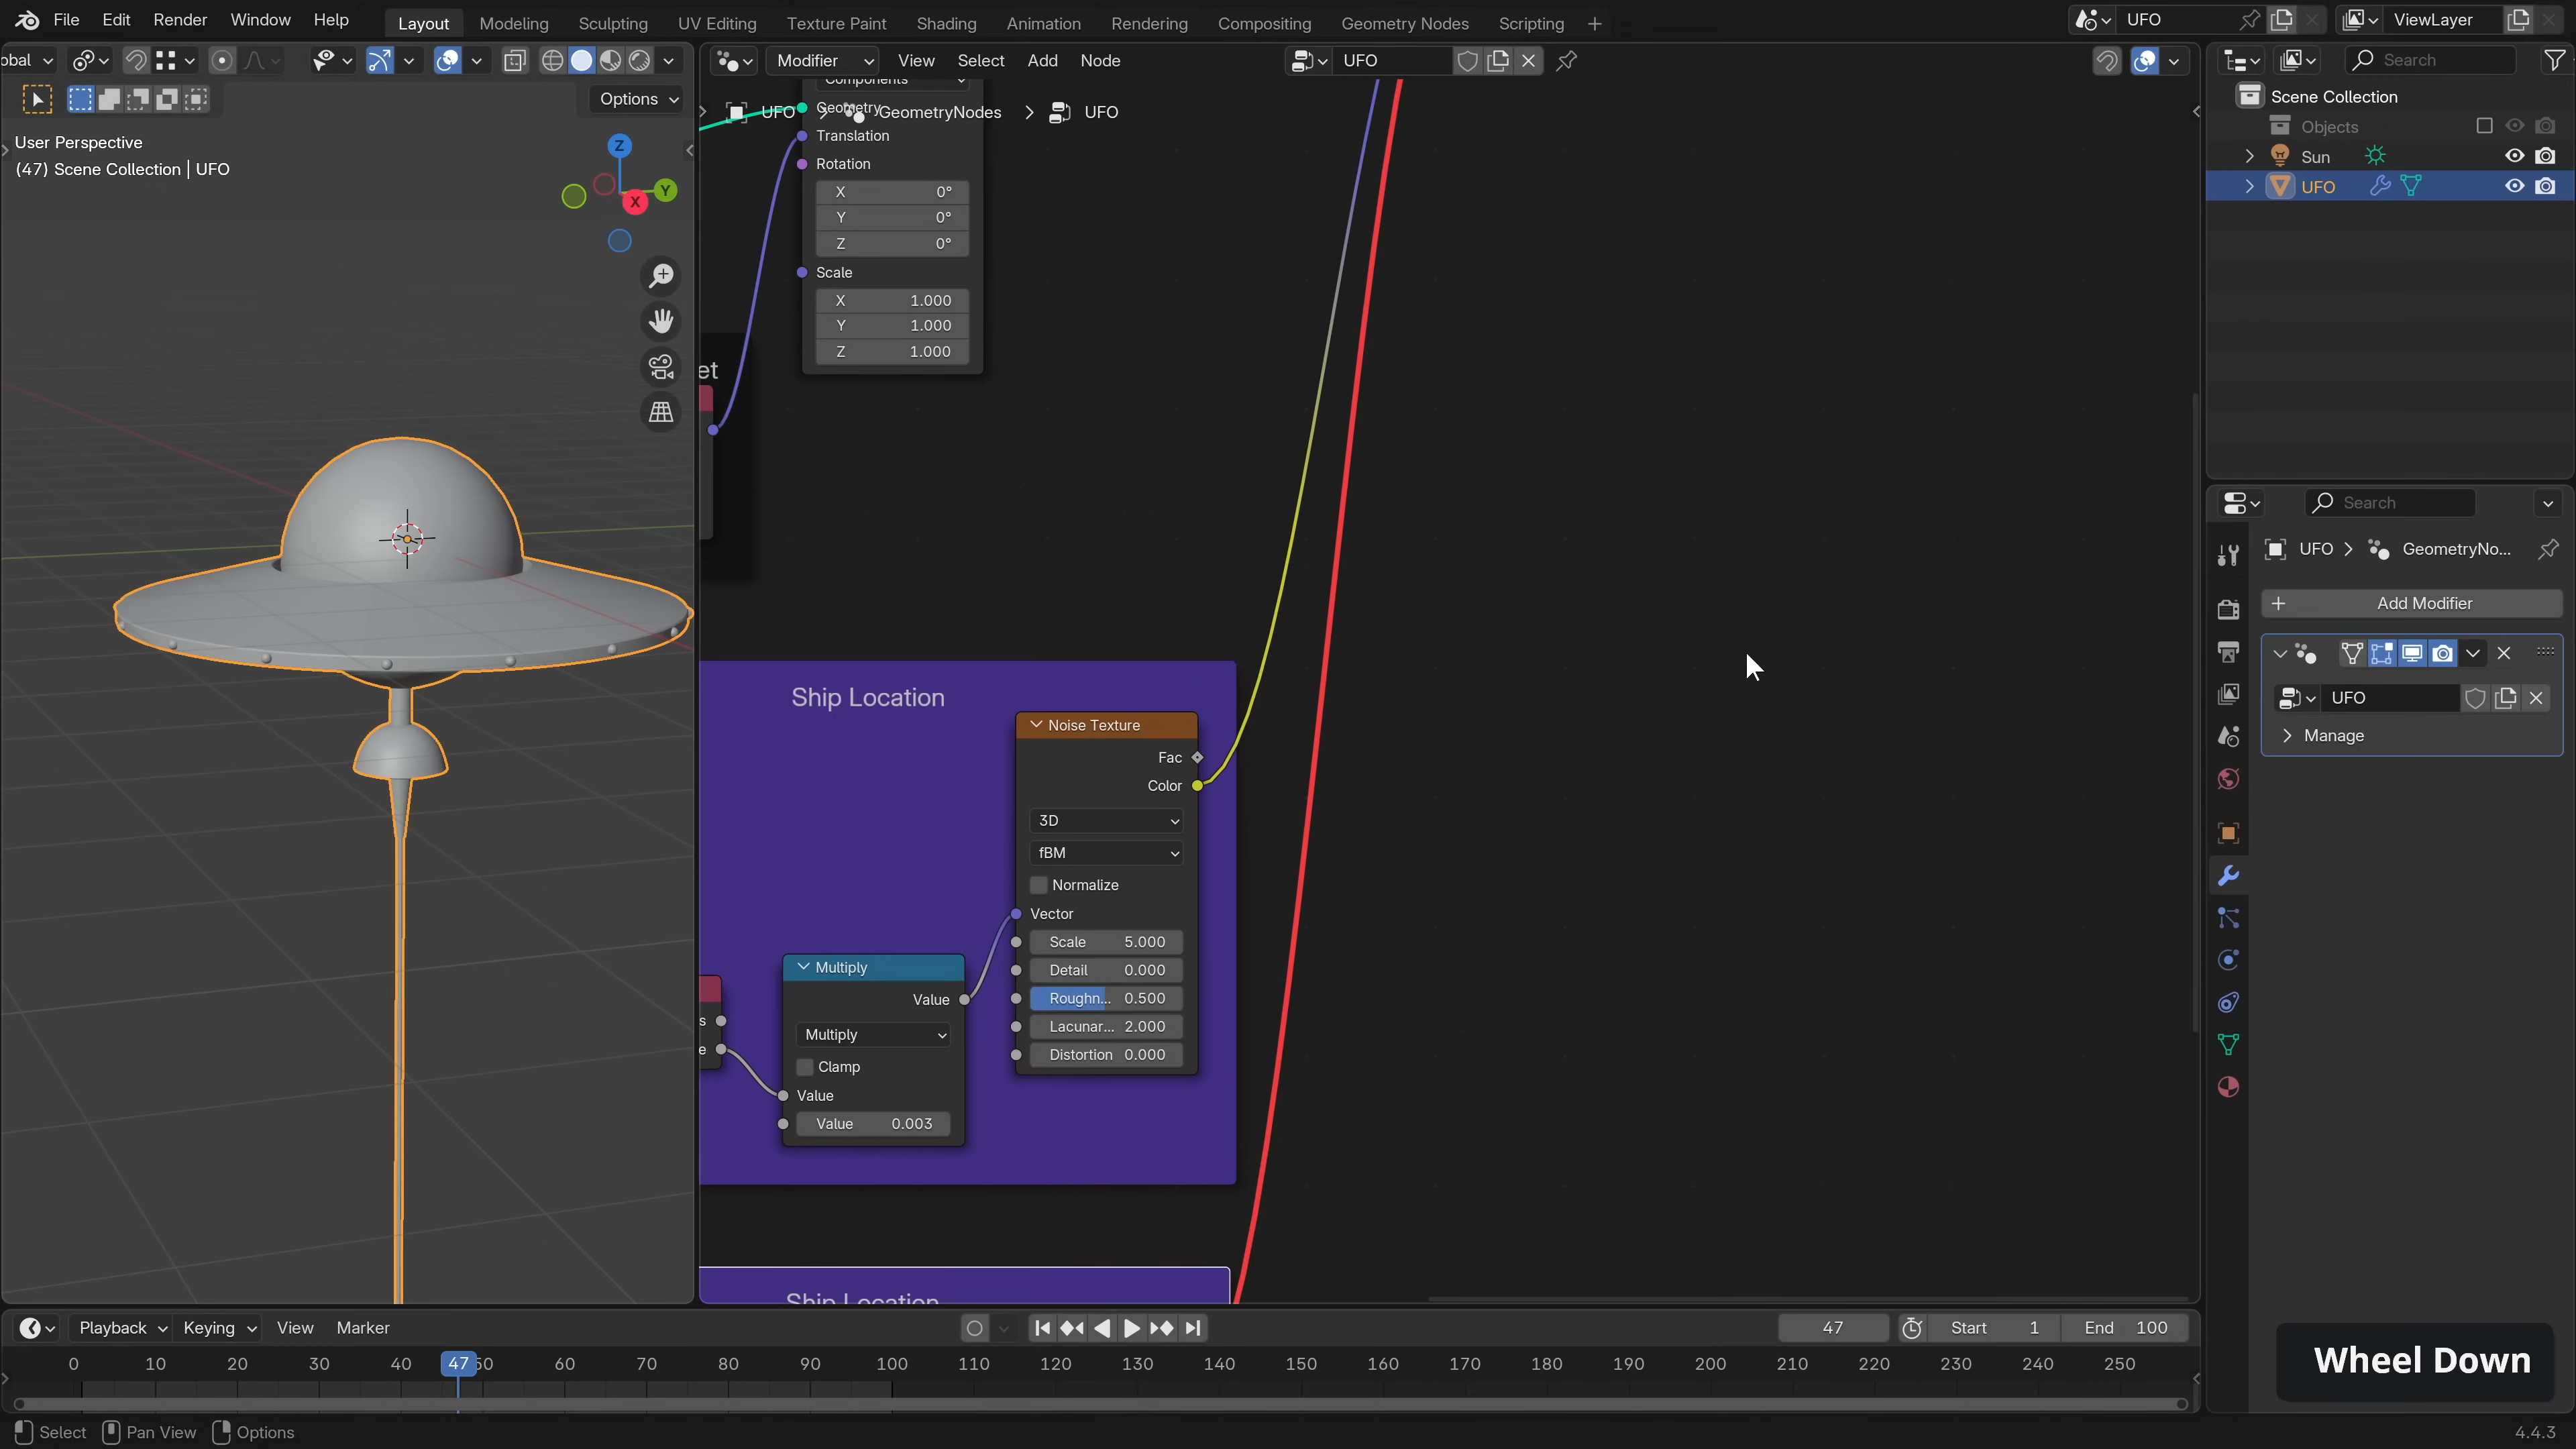 File Edit Render Window Help Layout Modeling Sculpting UV Editing Texture Paint Shading Animation Rendering Compositing Geometry Nodes Scripting UFO ViewLayer
obal Modifier View Select Add Node UFO Search
Options
User Perspective
(47) Scene Collection | UFO
Z
Y
X
Components
UFO > GeometryNodes > UFO
Geometry
Translation
Rotation
X 0°
Y 0°
Z 0°
Scale
X 1.000
Y 1.000
Z 1.000
et
Ship Location
Noise Texture
Fac
Color
3D
fBM
Normalize
Vector
Scale 5.000
Detail 0.000
Roughn... 0.500
Lacunar... 2.000
Distortion 0.000
Multiply
Value
Multiply
Clamp
Value
Value 0.003
s
e
Ship Location
Scene Collection
Objects
Sun
UFO
Search
UFO > GeometryNo...
Add Modifier
UFO
Manage
Playback Keying View Marker 47 Start 1 End 100
0 10 20 30 40 47 50 60 70 80 90 100 110 120 130 140 150 160 170 180 190 200 210 220 230 240 250
Wheel Down
Select Pan View Options 4.4.3